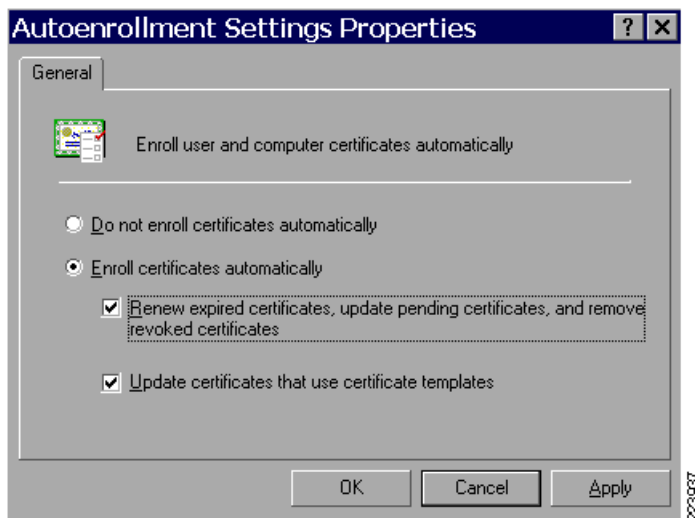 Autoenrollment Settings Properties
?
General
Enroll user and computer certificates automatically
Do not enroll certificates automatically
Enroll certificates automatically
Renew expired certificates, update pending certificates, and remove
revoked certificates
Update certificates that use certificate templates
OK
Cancel
Apply
223937